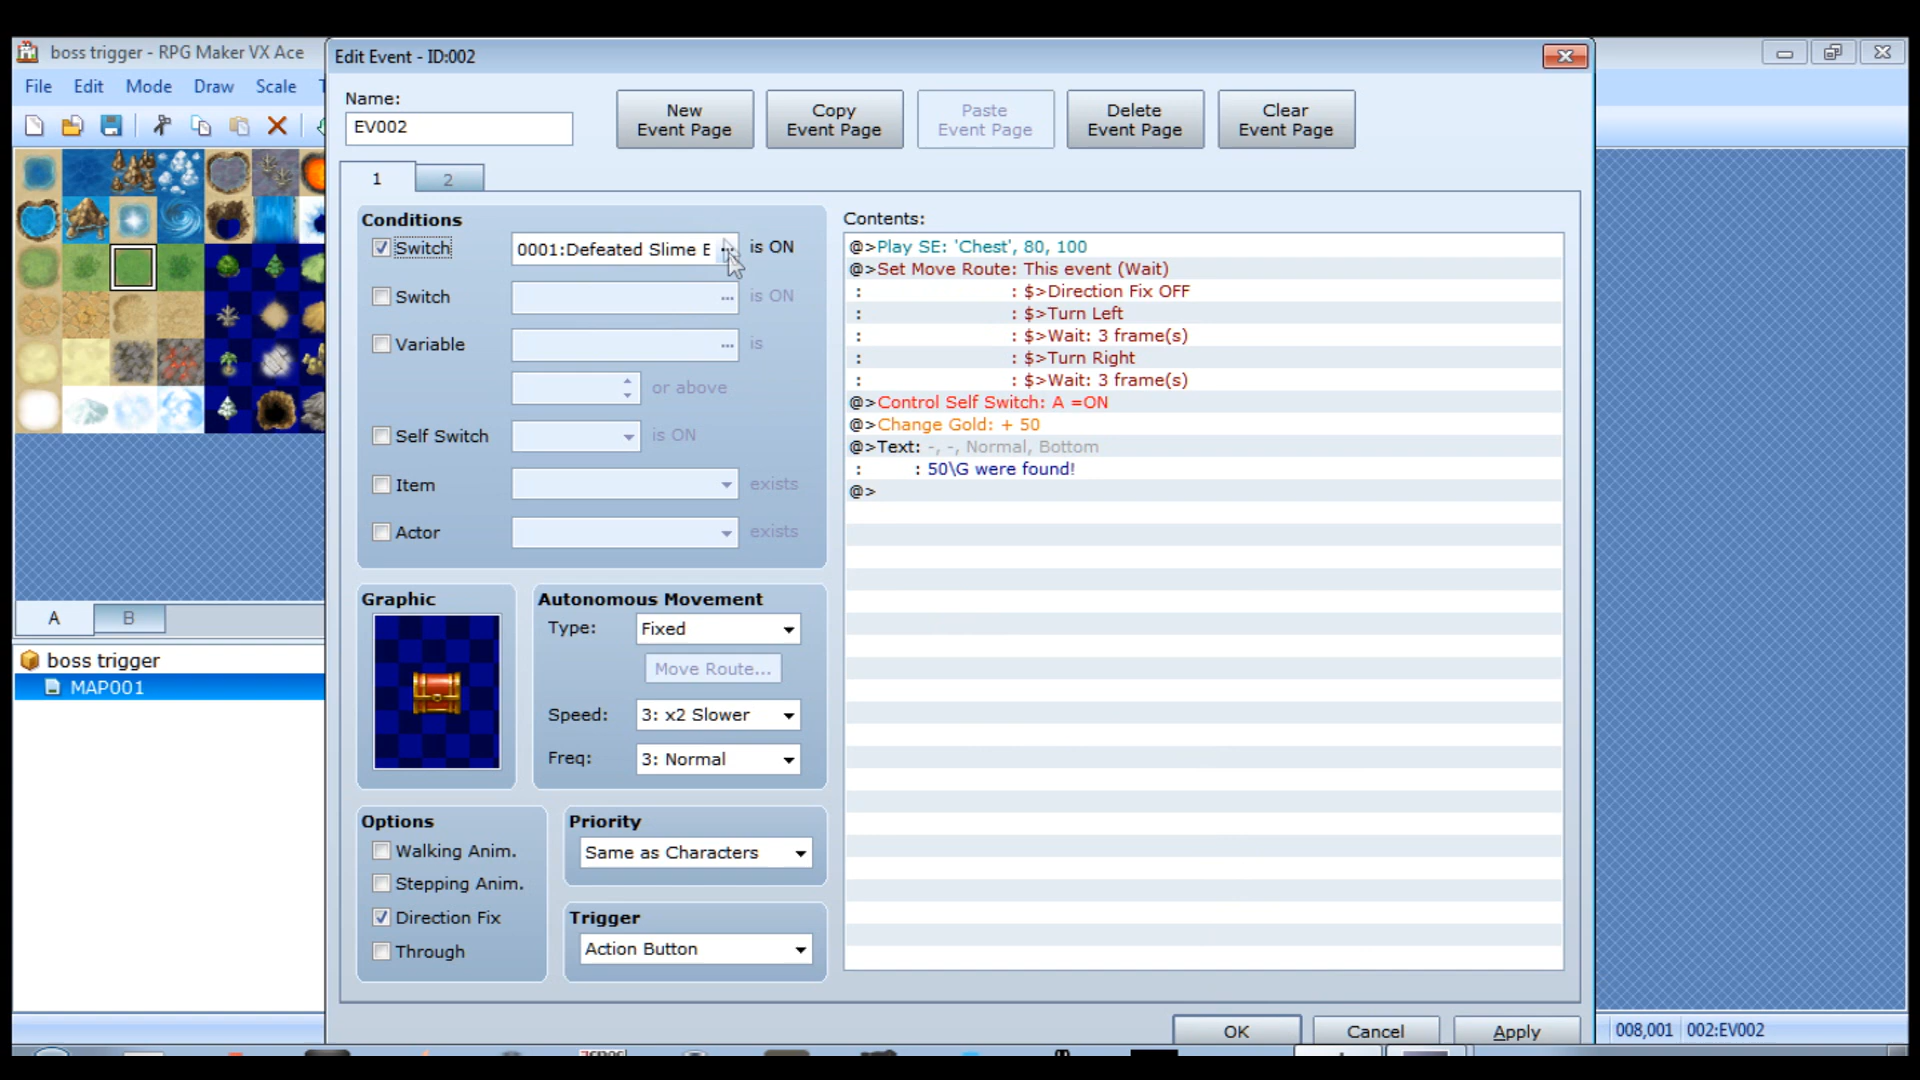 boss trigger - RPG Maker VX Ace
File Edit Mode Draw Scale
Edit Event - ID:002
Name:
EV002
New Event Page
Copy Event Page
Paste Event Page
Delete Event Page
Clear Event Page
1 2
Conditions
Switch 0001:Defeated Slime is ON
Switch ... is ON
Variable ... is
or above
Self Switch is ON
Item exists
Actor exists
Graphic
Autonomous Movement
Type: Fixed
Move Route...
Speed: 3: x2 Slower
Freq: 3: Normal
Options
Walking Anim.
Stepping Anim.
Direction Fix
Through
Priority
Same as Characters
Trigger
Action Button
Contents:
@>Play SE: 'Chest', 80, 100
@>Set Move Route: This event (Wait)
: : $>Direction Fix OFF
: : $>Turn Left
: : $>Wait: 3 frame(s)
: : $>Turn Right
: : $>Wait: 3 frame(s)
@>Control Self Switch: A =ON
@>Change Gold: + 50
@>Text: -, -, Normal, Bottom
: : 50\G were found!
@>
A B
boss trigger
MAP001
OK Cancel Apply
008,001 002:EV002